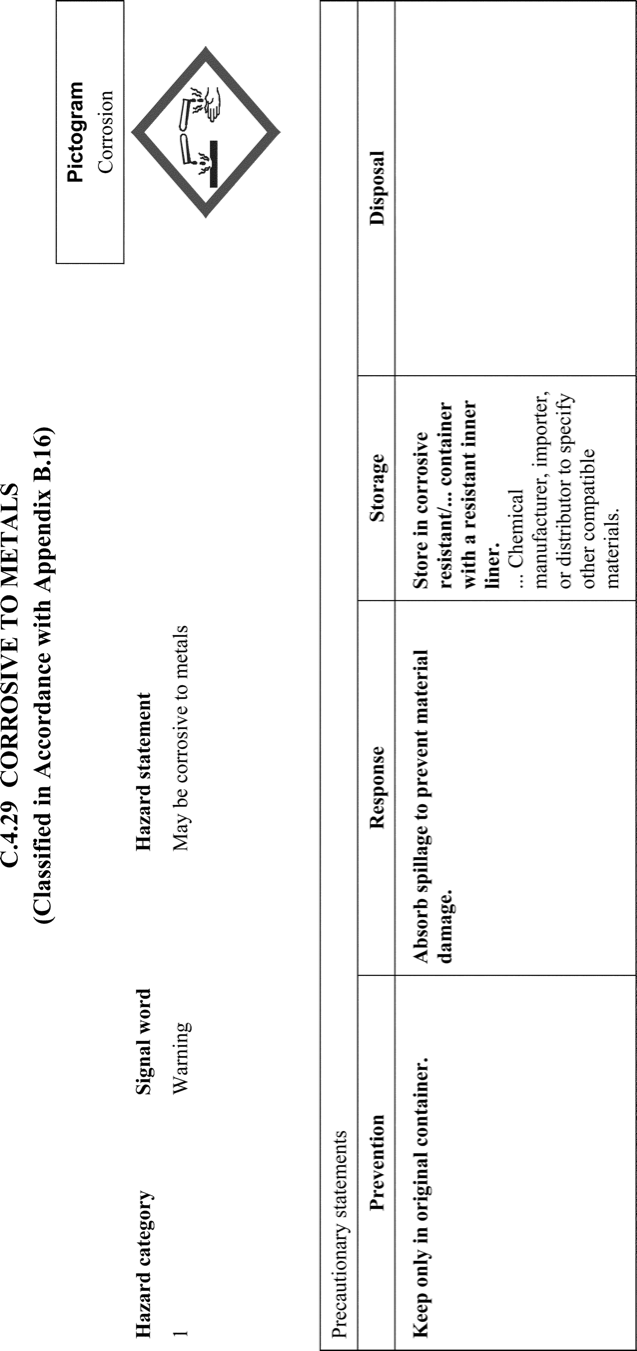 C.4.29 CORROSIVE TO METALS
(Classified in Accordance with Appendix B.16)
Pictogram
Corrosion
Hazard category
Signal word
Hazard statement
1
Warning
May be corrosive to metals
Precautionary statements
Prevention
Response
Storage
Disposal
Keep only in original container.
Absorb spillage to prevent material
damage.
Store in corrosive
resistant/... container
with a resistant inner
liner.
... Chemical
manufacturer, importer,
or distributor to specify
other compatible
materials.